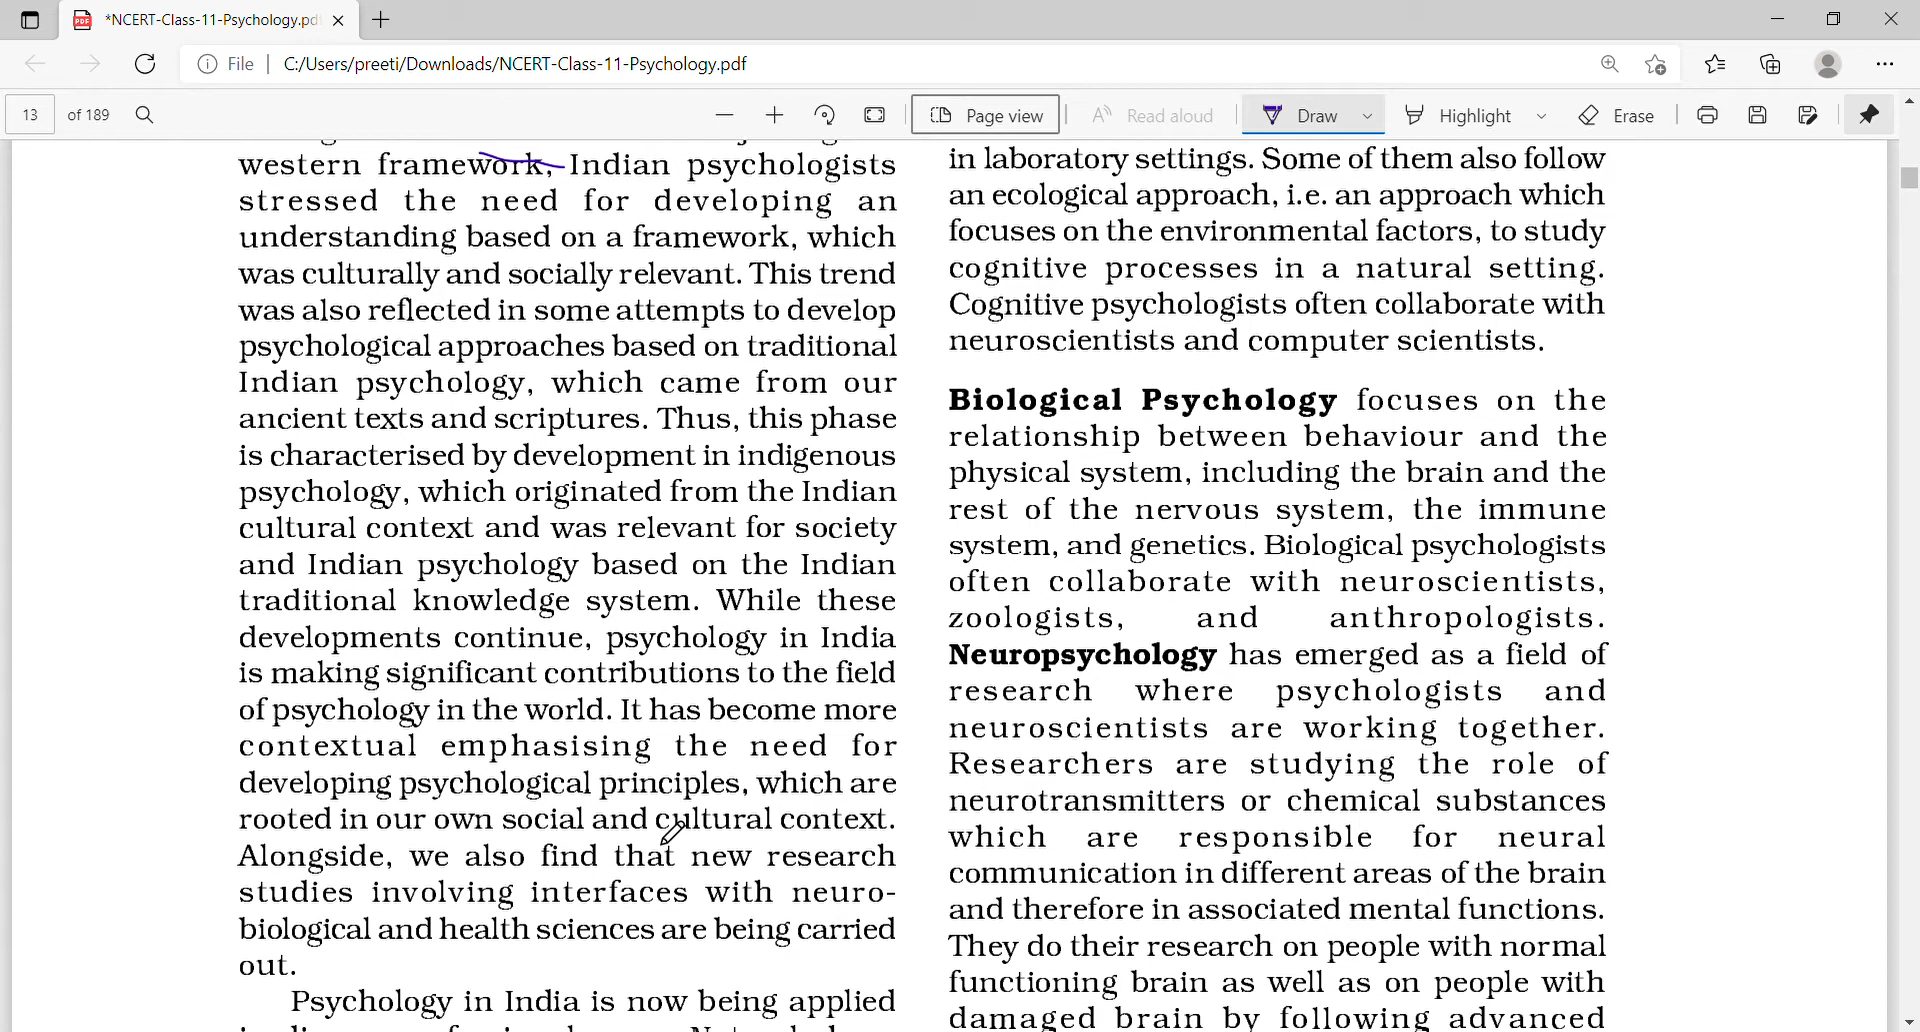 *NCERT-Class-11-Psychology.pd
File
C:/Users/preeti/Downloads/NCERT-Class-11-Psychology.pdf
13 of 189
Page view
Read aloud
Draw
Highlight
Erase
western framework, Indian psychologists
stressed the need for developing an
understanding based on a framework, which
was culturally and socially relevant. This trend
was also reflected in some attempts to develop
psychological approaches based on traditional
Indian psychology, which came from our
ancient texts and scriptures. Thus, this phase
is characterised by development in indigenous
psychology, which originated from the Indian
cultural context and was relevant for society
and Indian psychology based on the Indian
traditional knowledge system. While these
developments continue, psychology in India
is making significant contributions to the field
of psychology in the world. It has become more
contextual emphasising the need for
developing psychological principles, which are
rooted in our own social and cultural context.
Alongside, we also find that new research
studies involving interfaces with neuro-
biological and health sciences are being carried
out.
Psychology in India is now being applied
in laboratory settings. Some of them also follow
an ecological approach, i.e. an approach which
focuses on the environmental factors, to study
cognitive processes in a natural setting.
Cognitive psychologists often collaborate with
neuroscientists and computer scientists.
Biological Psychology focuses on the
relationship between behaviour and the
physical system, including the brain and the
rest of the nervous system, the immune
system, and genetics. Biological psychologists
often collaborate with neuroscientists,
zoologists, and anthropologists.
Neuropsychology has emerged as a field of
research where psychologists and
neuroscientists are working together.
Researchers are studying the role of
neurotransmitters or chemical substances
which are responsible for neural
communication in different areas of the brain
and therefore in associated mental functions.
They do their research on people with normal
functioning brain as well as on people with
damaged brain by following advanced